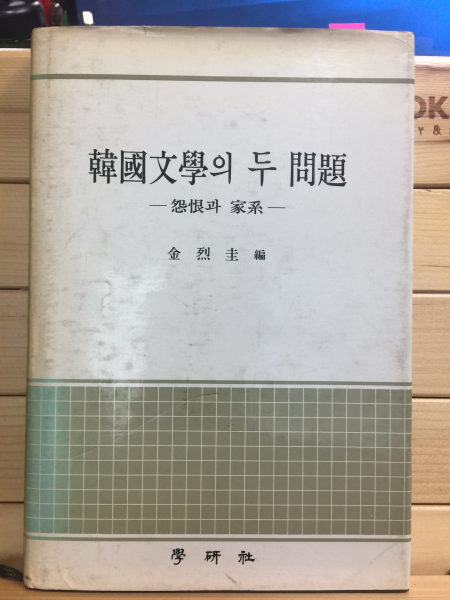 韓國文學의 두 問題
—怨恨과 家系—
金烈圭 編
學研社
OK
Y &